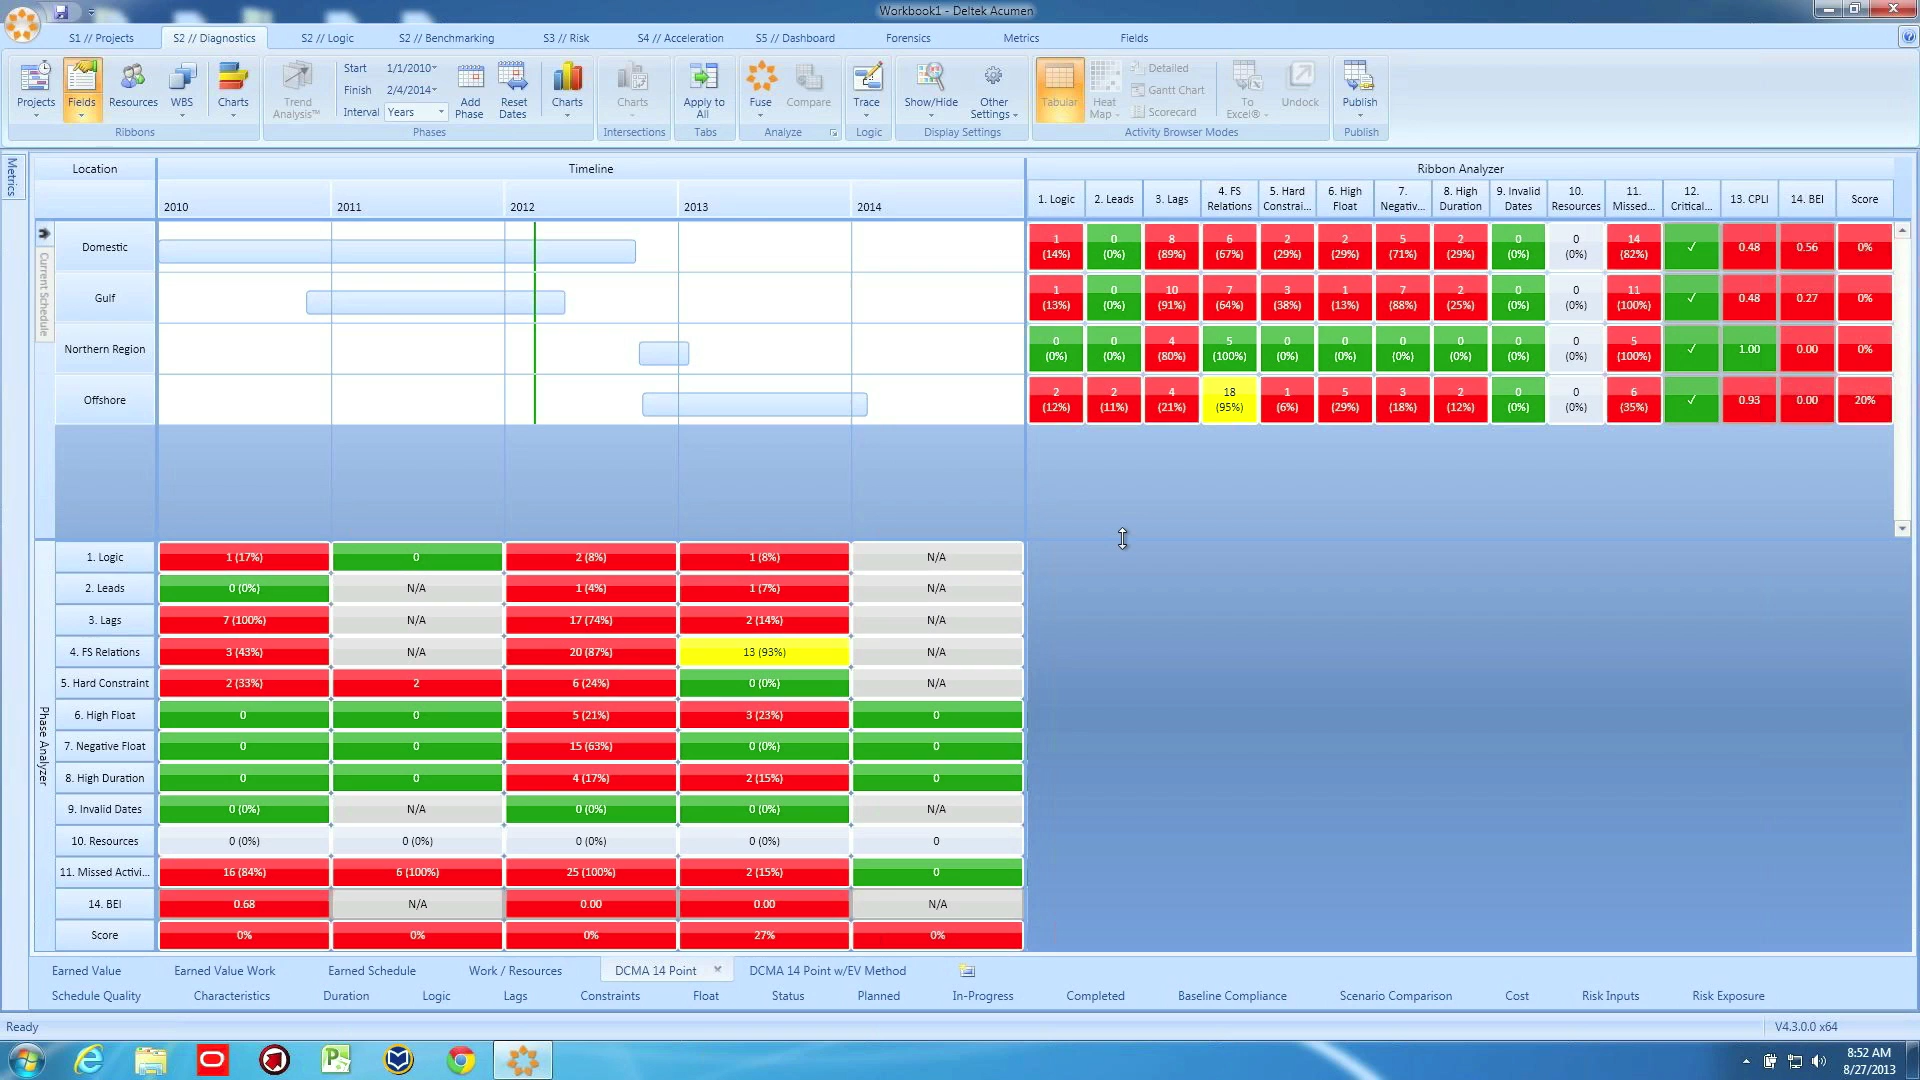 Workbook1 - Deltek Acumen
S1 // Projects S2 // Diagnostics S2 // Logic S2 // Benchmarking S3 // Risk S4 // Acceleration S5 // Dashboard Forensics Metrics Fields
Projects Fields Resources WBS Charts
Ribbons
Trend Analysis™
Start 1/1/2010
Finish 2/4/2014
Interval Years
Add Phase
Reset Dates
Charts
Phases
Charts
Intersections
Apply to All
Tabs
Fuse Compare
Analyze
Trace
Logic
Show/Hide
Other Settings
Display Settings
Tabular
Heat Map
Detailed
Gantt Chart
Scorecard
To Excel®
Undock
Activity Browser Modes
Publish
Publish
Metrics
Location Timeline Ribbon Analyzer
2010 2011 2012 2013 2014
1. Logic 2. Leads 3. Lags 4. FS Relations 5. Hard Constrai... 6. High Float 7. Negativ... 8. High Duration 9. Invalid Dates 10. Resources 11. Missed... 12. Critical... 13. CPLI 14. BEI Score
Current Schedule
Domestic 1 (14%) 0 (0%) 8 (89%) 6 (67%) 2 (29%) 2 (29%) 5 (71%) 2 (29%) 0 (0%) 0 (0%) 14 (82%) ✓ 0.48 0.56 0%
Gulf 1 (13%) 0 (0%) 10 (91%) 7 (64%) 3 (38%) 1 (13%) 7 (88%) 2 (25%) 0 (0%) 0 (0%) 11 (100%) ✓ 0.48 0.27 0%
Northern Region 0 (0%) 0 (0%) 4 (80%) 5 (100%) 0 (0%) 0 (0%) 0 (0%) 0 (0%) 0 (0%) 0 (0%) 5 (100%) ✓ 1.00 0.00 0%
Offshore 2 (12%) 2 (11%) 4 (21%) 18 (95%) 1 (6%) 5 (29%) 3 (18%) 2 (12%) 0 (0%) 0 (0%) 6 (35%) ✓ 0.93 0.00 20%
Phase Analyzer
1. Logic 1 (17%) 0 2 (8%) 1 (8%) N/A
2. Leads 0 (0%) N/A 1 (4%) 1 (7%) N/A
3. Lags 7 (100%) N/A 17 (74%) 2 (14%) N/A
4. FS Relations 3 (43%) N/A 20 (87%) 13 (93%) N/A
5. Hard Constraint 2 (33%) 2 6 (24%) 0 (0%) N/A
6. High Float 0 0 5 (21%) 3 (23%) 0
7. Negative Float 0 0 15 (63%) 0 (0%) 0
8. High Duration 0 0 4 (17%) 2 (15%) 0
9. Invalid Dates 0 (0%) N/A 0 (0%) 0 (0%) N/A
10. Resources 0 (0%) 0 (0%) 0 (0%) 0 (0%) 0
11. Missed Activi... 16 (84%) 6 (100%) 25 (100%) 2 (15%) 0
14. BEI 0.68 N/A 0.00 0.00 N/A
Score 0% 0% 0% 27% 0%
Earned Value Earned Value Work Earned Schedule Work / Resources DCMA 14 Point DCMA 14 Point w/EV Method
Schedule Quality Characteristics Duration Logic Lags Constraints Float Status Planned In-Progress Completed Baseline Compliance Scenario Comparison Cost Risk Inputs Risk Exposure
Ready V4.3.0.0 x64
8:52 AM
8/27/2013